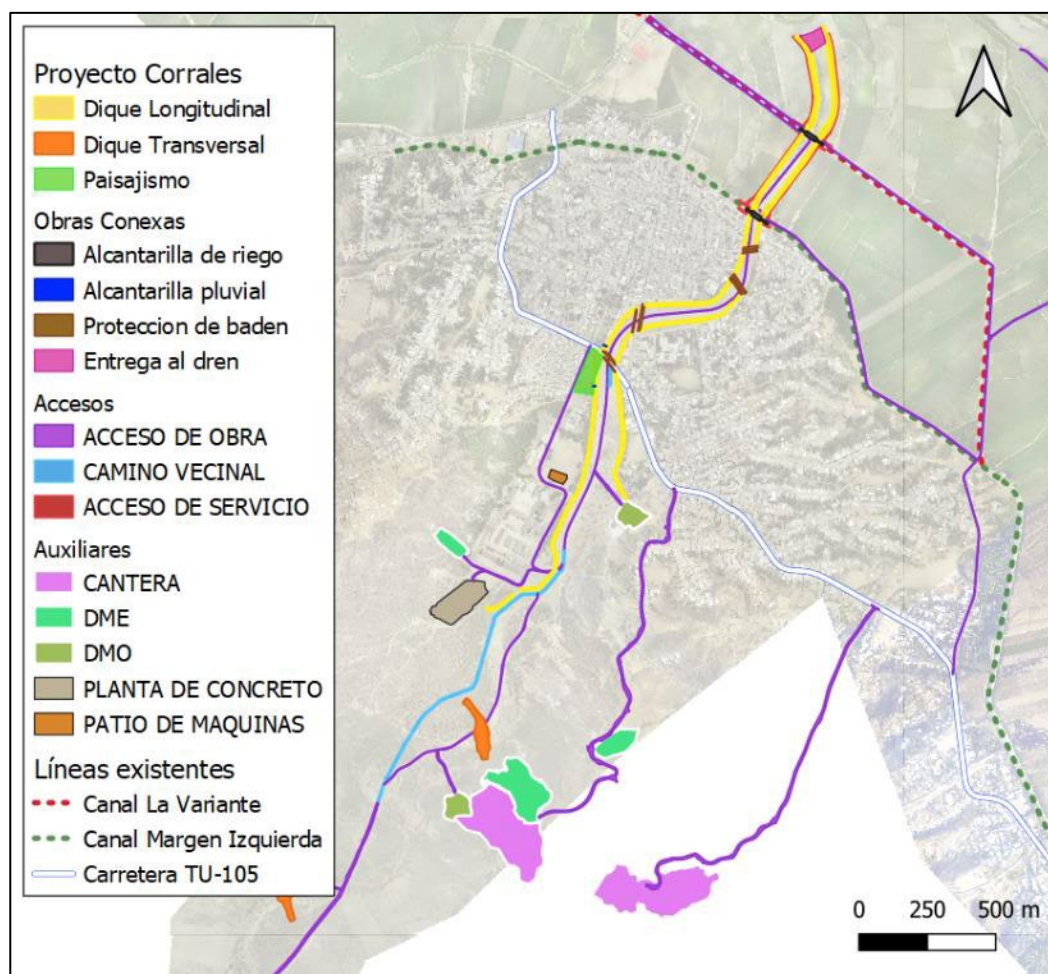 Proyecto Corrales
Dique Longitudinal
Dique Transversal
Paisajismo
Obras Conexas
Alcantarilla de riego
Alcantarilla pluvial
Proteccion de baden
Entrega al dren
Accesos
ACCESO DE OBRA
CAMINO VECINAL
ACCESO DE SERVICIO
Auxiliares
CANTERA
DME
DMO
PLANTA DE CONCRETO
PATIO DE MAQUINAS
Líneas existentes
Canal La Variante
Canal Margen Izquierda
Carretera TU-105
0 250 500 m